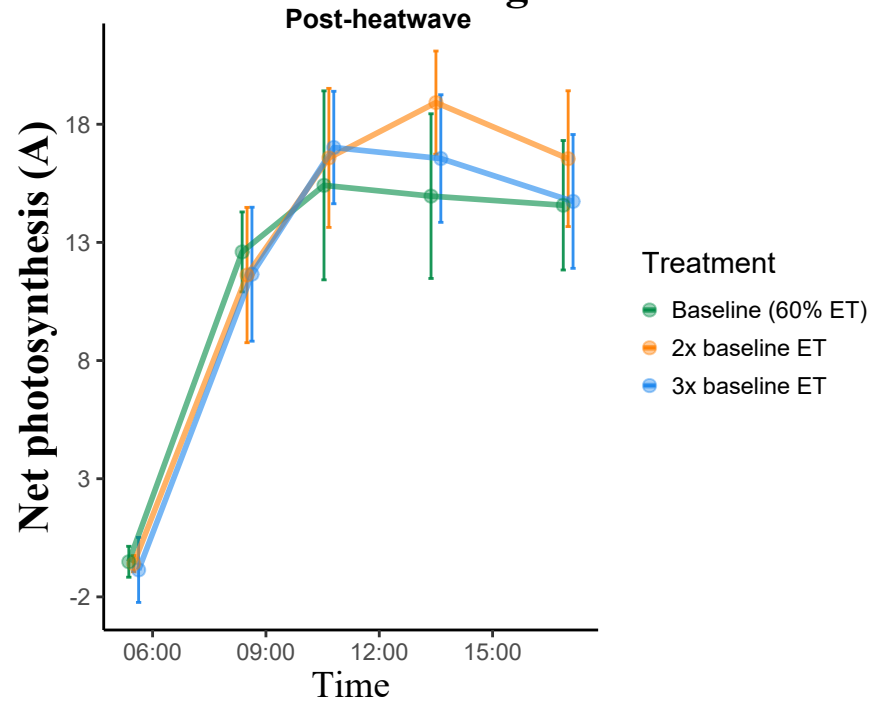 Post-heatwave
Net photosynthesis (A)
18
13
8
3
-2
06:00
09:00
12:00
15:00
Time
Treatment
Baseline (60% ET)
2x baseline ET
3x baseline ET